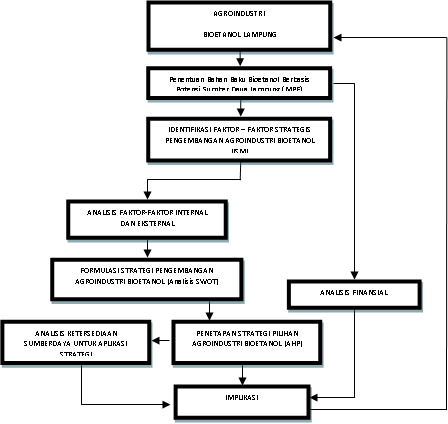 AGROINDUSTRI
BIOETANOL LAMPUNG
Penentuan Bahan Baku Bioetanol Berbasis
Potensi Sumber Daya Lampung (MPE)
IDENTIFIKASI FAKTOR – FAKTOR STRATEGIS
PENGEMBANGAN AGROINDUSTRI BIOETANOL
(ISM)
ANALISIS FAKTOR-FAKTOR INTERNAL
DAN EKSTERNAL
FORMULASI STRATEGI PENGEMBANGAN
AGROINDUSTRI BIOETANOL (Analisis SWOT)
ANALISIS FINANSIAL
ANALISIS KETERSEDIAAN
SUMBERDAYA UNTUK APLIKASI
STRATEGI
PENETAPAN STRATEGI PILIHAN
AGROINDUSTRI BIOETANOL (AHP)
IMPLIKASI